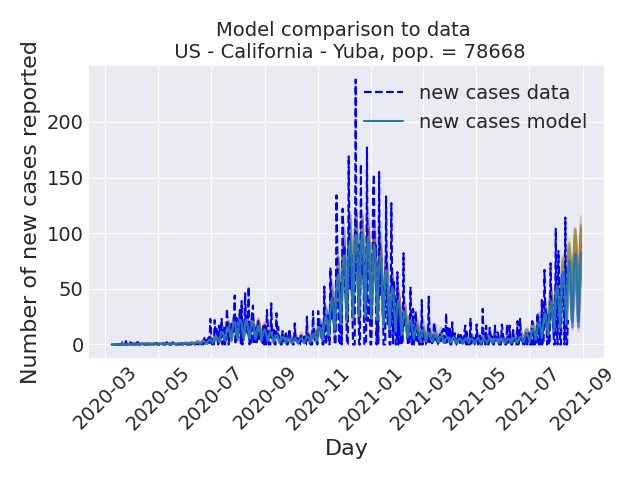 Model comparison to data
US - California - Yuba, pop. = 78668
Number of new cases reported
200
150
100
50
0
new cases data
new cases model
2020-03
2020-05
2020-07
2020-09
2020-11
2021-01
2021-03
2021-05
2021-07
2021-09
Day